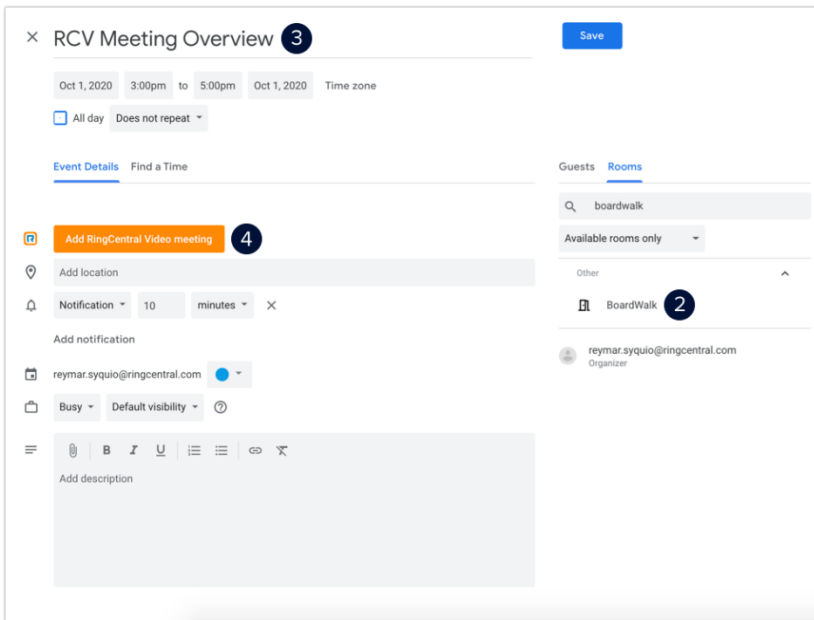 RCV Meeting Overview 3
Save
Oct 1, 2020 3:00pm to 5:00pm Oct 1, 2020 Time zone
All day Does not repeat
Event Details Find a Time
Guests Rooms
boardwalk
Add RingCentral Video meeting 4
Available rooms only
Add location
Other
Notification 10 minutes
BoardWalk 2
Add notification
reymar.syquio@ringcentral.com
Organizer
reymar.syquio@ringcentral.com
Busy Default visibility
B I U
Add description